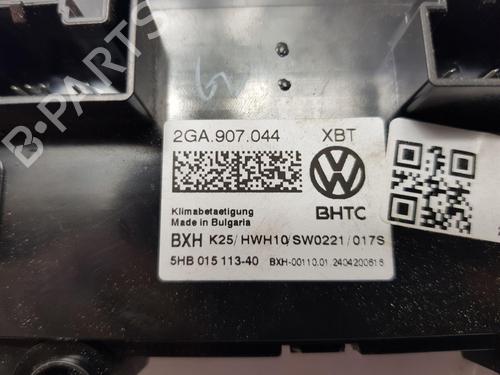 B-PARTS
2GA.907.044 XBT
Klimabetaetigung
Made in Bulgaria
BHTC
BXH K25/HWH10/SW0221/017S
5HB 015 113-40 BXH-00110.01.2404200616